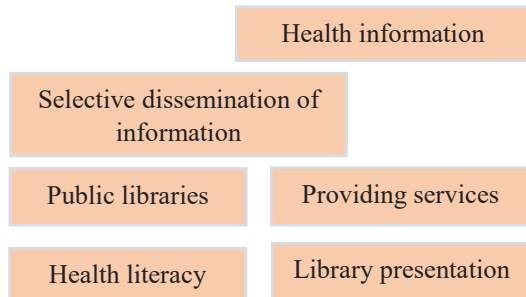 Health information
Selective dissemination of
information
Public libraries
Providing services
Health literacy
Library presentation